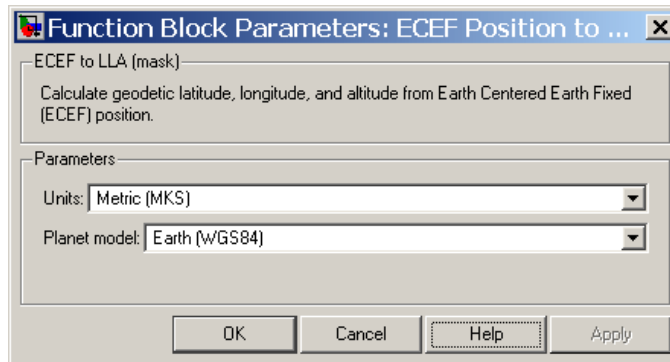 Function Block Parameters: ECEF Position to ...
ECEF to LLA (mask)
Calculate geodetic latitude, longitude, and altitude from Earth Centered Earth Fixed
(ECEF) position.
Parameters
Units: Metric (MKS)
Planet model: Earth (WGS84)
OK Cancel Help Apply